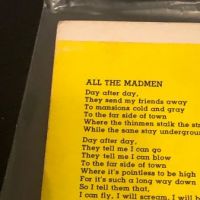 ALL THE MADMEN
Day after day,
They send my friends away
To mansions cold and gray
To the far side of town
Where the thinmen stalk the
While the sane stay
Day after day,
They tell me I can go
They tell me I can blow
To the far side of town
Where it's pointless to be high
For it's such a long way down
So I tell them that,
I can fly, I will scream, I will